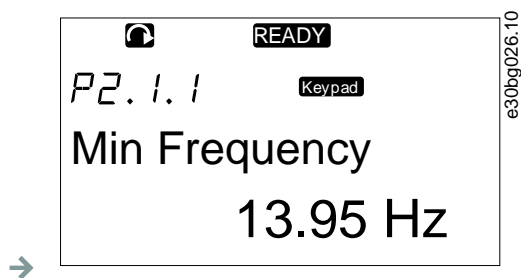 READY
P2.1.1
Keypad
Min Frequency
13.95 Hz
e30bg026.10